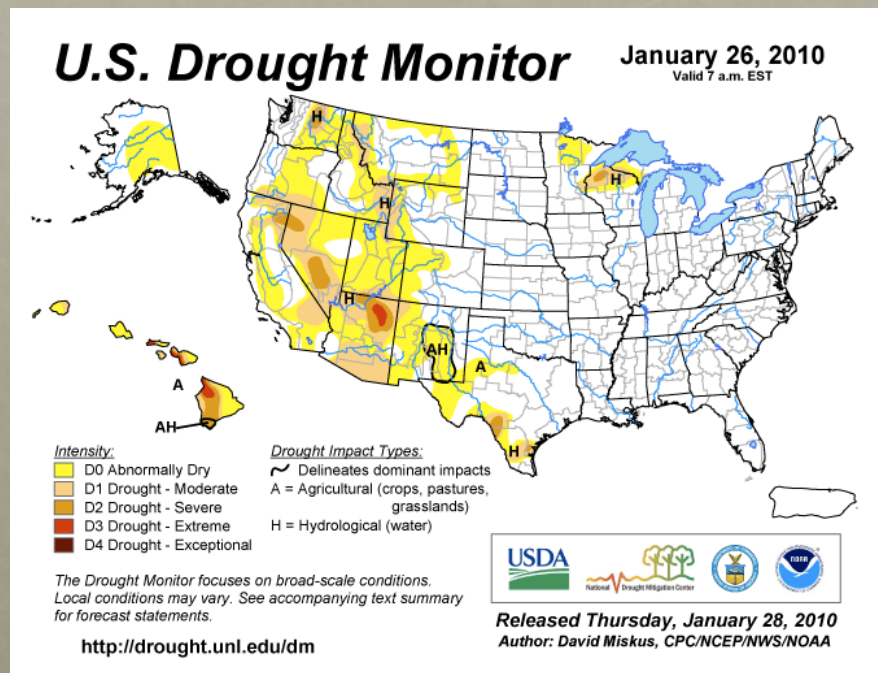 U.S. Drought Monitor
January 26, 2010
Valid 7 a.m. EST
H
H
H
H
AH
A
H
A
AH
Intensity:
D0 Abnormally Dry
D1 Drought - Moderate
D2 Drought - Severe
D3 Drought - Extreme
D4 Drought - Exceptional
Drought Impact Types:
Delineates dominant impacts
A = Agricultural (crops, pastures,
grasslands)
H = Hydrological (water)
The Drought Monitor focuses on broad-scale conditions.
Local conditions may vary. See accompanying text summary
for forecast statements.
http://drought.unl.edu/dm
USDA
National Drought Mitigation Center
NOAA
Released Thursday, January 28, 2010
Author: David Miskus, CPC/NCEP/NWS/NOAA